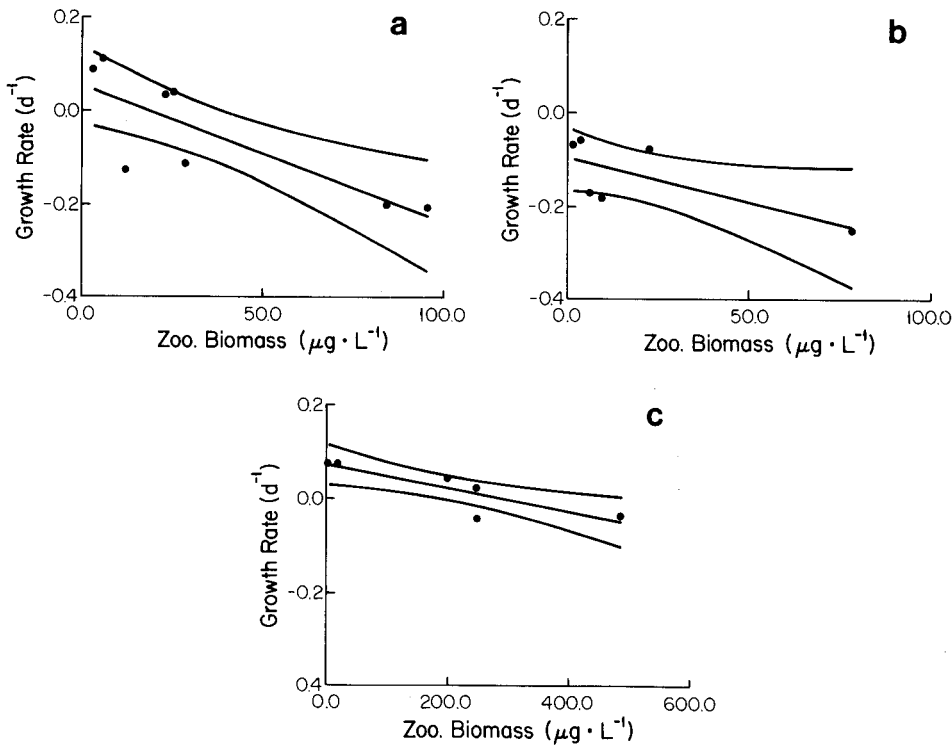 a
0.2
0.0
-0.2
-0.4
Growth Rate (d⁻¹)
0.0 50.0 100.0
Zoo. Biomass (μg · L⁻¹)
b
0.2
0.0
-0.2
-0.4
Growth Rate (d⁻¹)
0.0 50.0 100.0
Zoo. Biomass (μg · L⁻¹)
c
0.2
0.0
-0.2
0.4
Growth Rate (d⁻¹)
0.0 200.0 400.0 600.0
Zoo. Biomass (μg · L⁻¹)